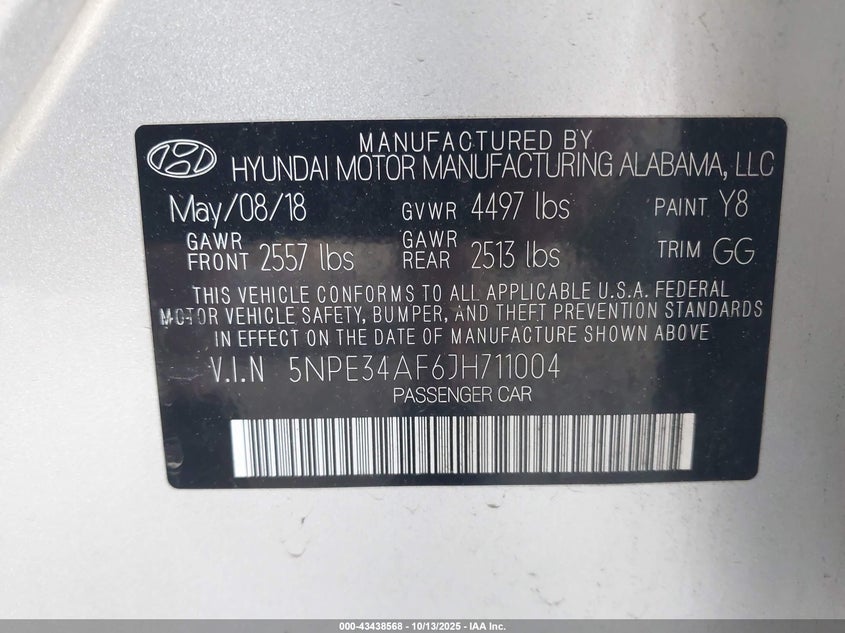 MANUFACTURED BY
HYUNDAI MOTOR MANUFACTURING ALABAMA, LLC
May/08/18 GVWR 4497 lbs PAINT Y8
GAWR FRONT 2557 lbs GAWR REAR 2513 lbs TRIM GG
THIS VEHICLE CONFORMS TO ALL APPLICABLE U.S.A. FEDERAL
MOTOR VEHICLE SAFETY, BUMPER, AND THEFT PREVENTION STANDARDS
IN EFFECT ON THE DATE OF MANUFACTURE SHOWN ABOVE.
V.I.N 5NPE34AF6JH711004
PASSENGER CAR
000-43438568 - 10/13/2025 - IAA Inc.